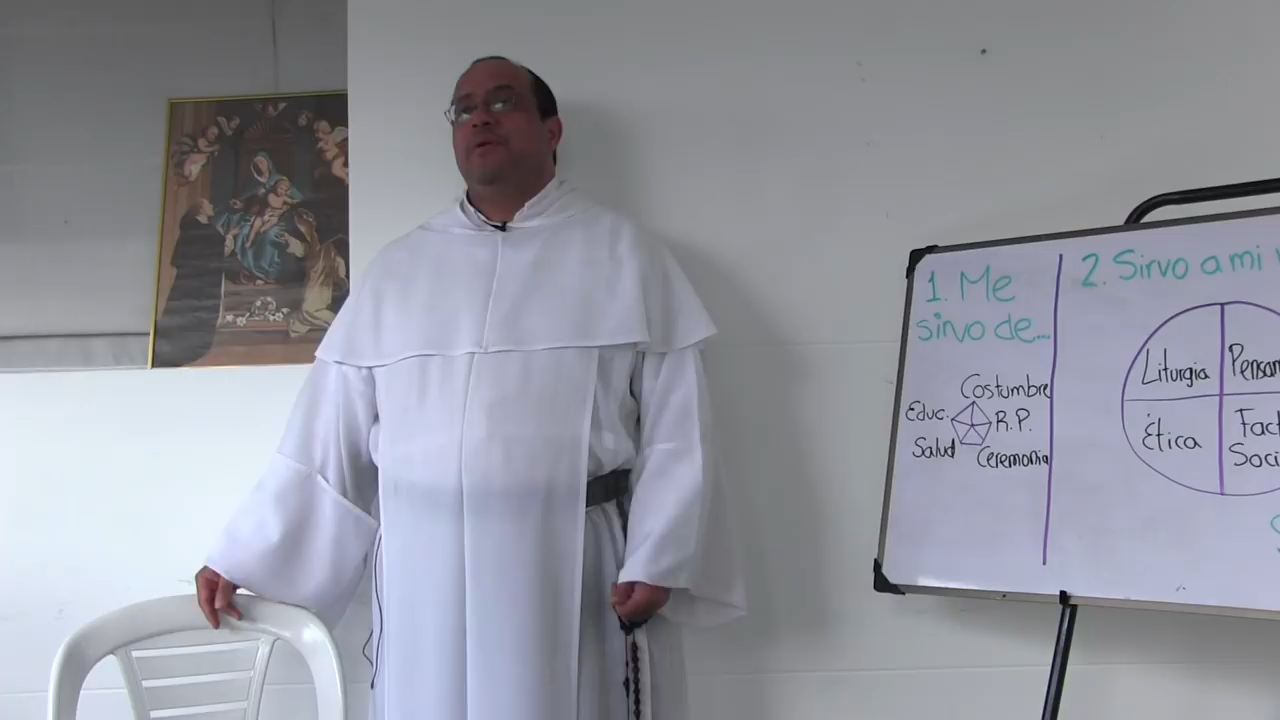 1. Me
sirvo de...
Costumbre
Educ.
R.P.
Salud
Ceremonia
2. Sirvo a mi
Liturgia
Ética